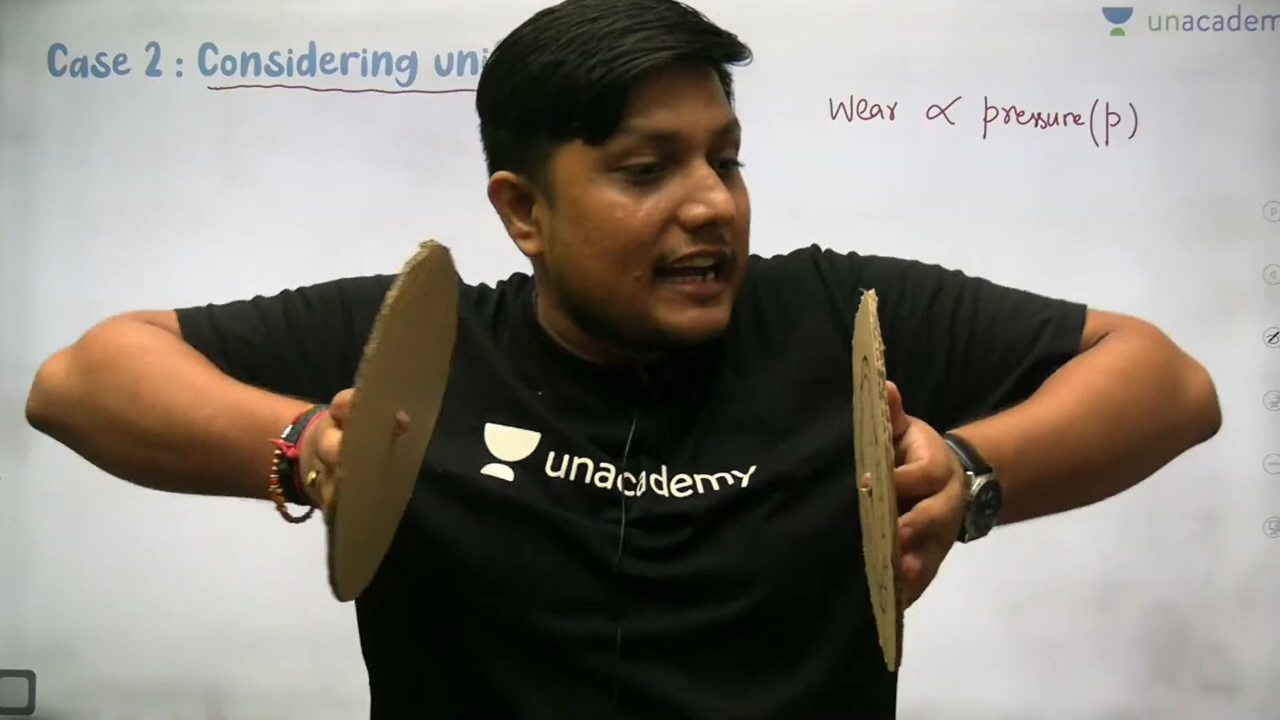 unacadem
Case 2 : Considering uni
Wear ∝ pressure(p)
unacademy